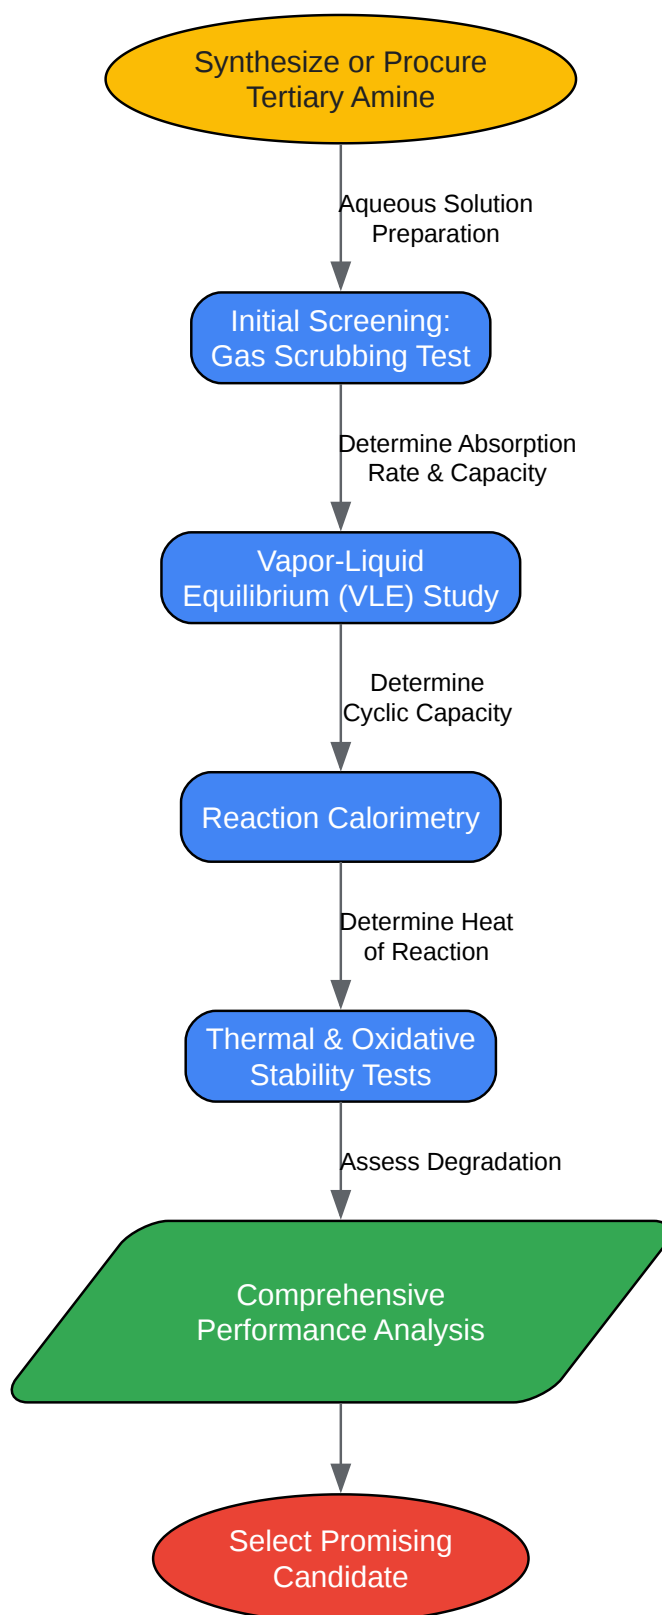 Synthesize or Procure
Tertiary Amine
Aqueous Solution
Preparation
Initial Screening:
Gas Scrubbing Test
Determine Absorption
Rate & Capacity
Vapor-Liquid
Equilibrium (VLE) Study
Determine
Cyclic Capacity
Reaction Calorimetry
Determine Heat
of Reaction
Thermal & Oxidative
Stability Tests
Assess Degradation
Comprehensive
Performance Analysis
Select Promising
Candidate